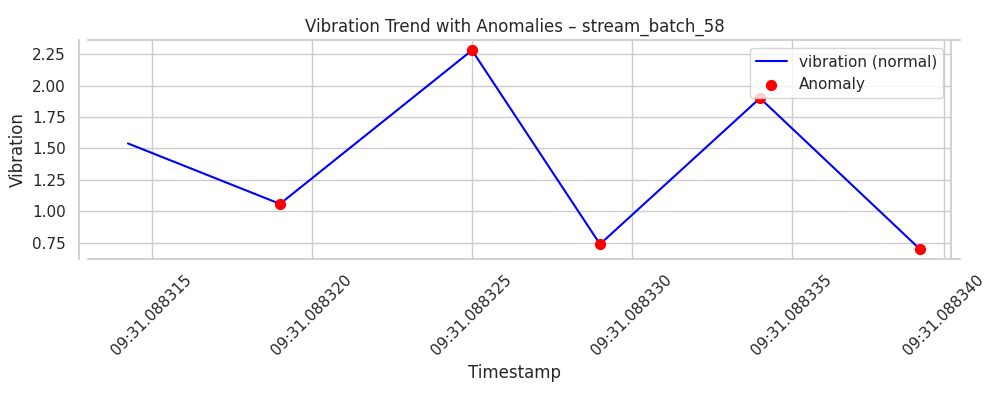 Vibration Trend with Anomalies – stream_batch_58
vibration (normal)
Anomaly
Vibration
2.25
2.00
1.75
1.50
1.25
1.00
0.75
09:31.088315
09:31.088320
09:31.088325
09:31.088330
09:31.088335
09:31.088340
Timestamp